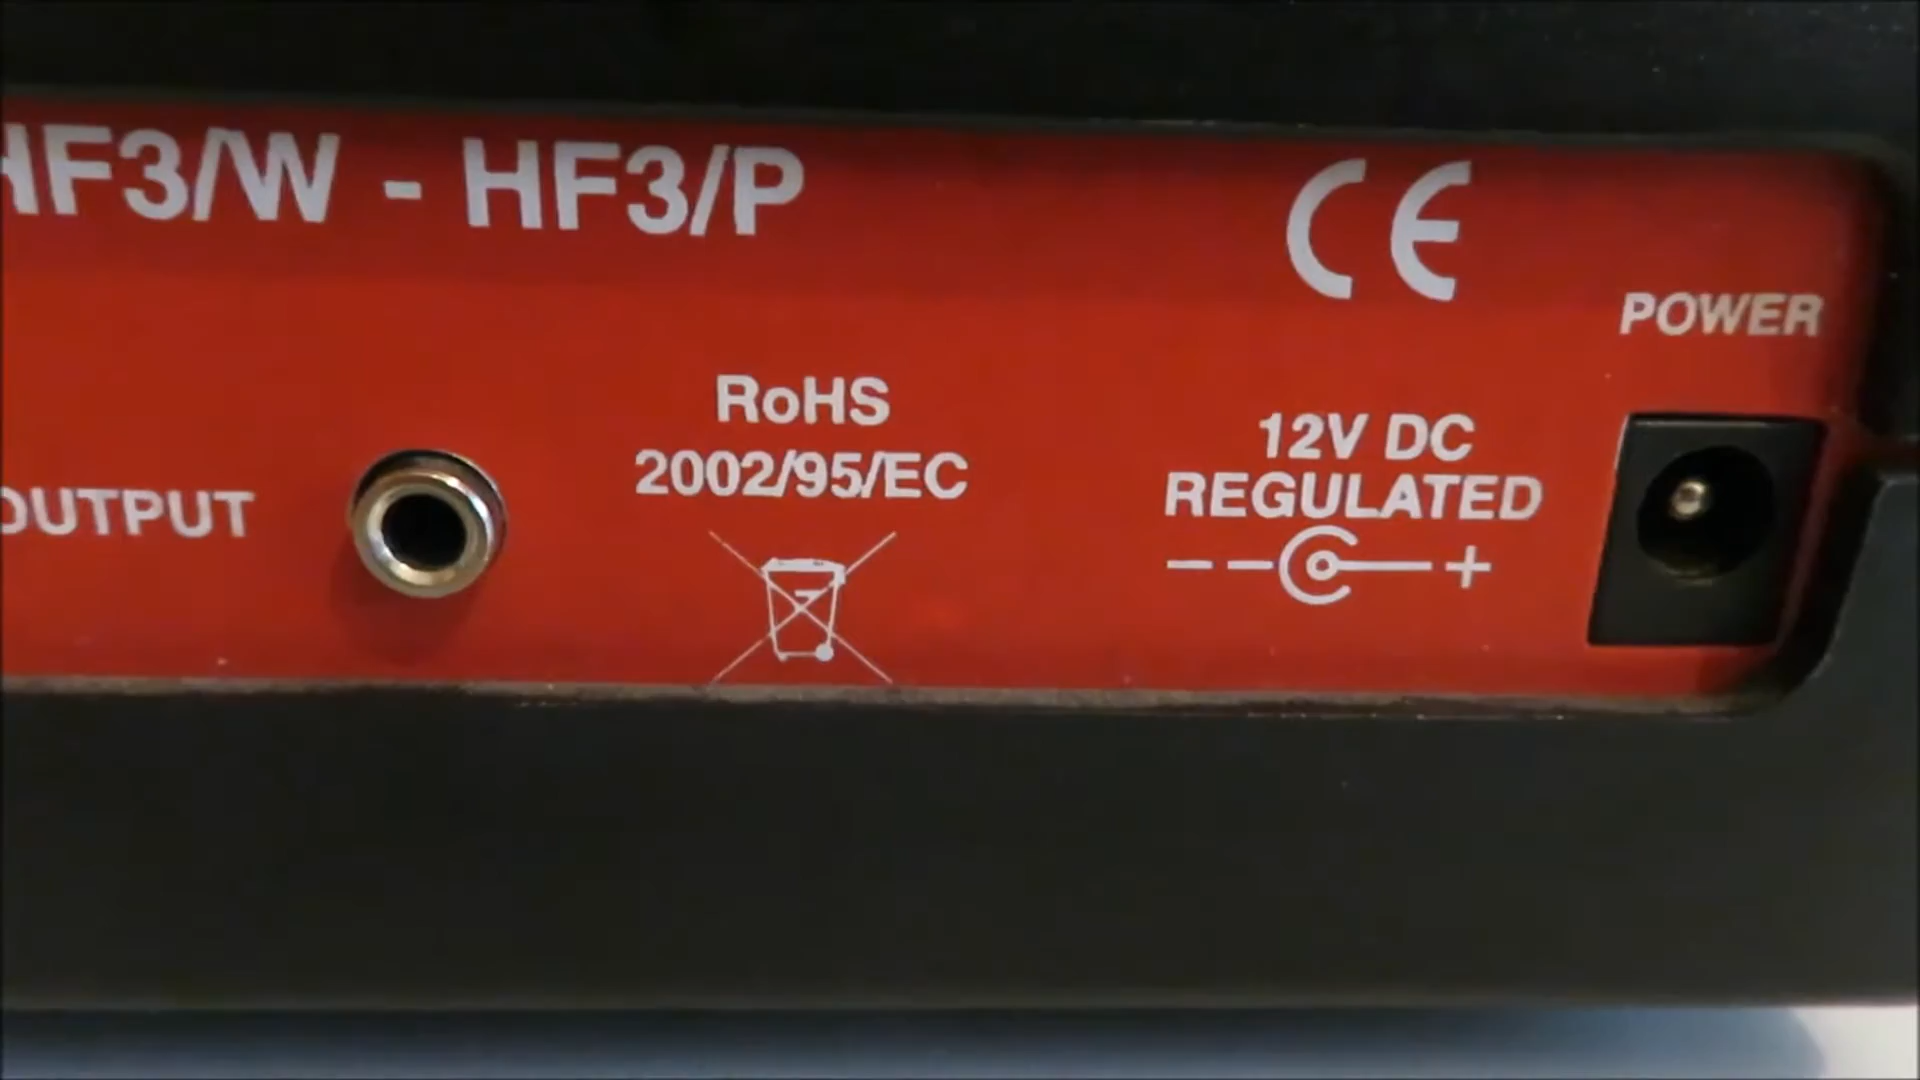 HF3/W - HF3/P
CE
POWER
RoHS
2002/95/EC
12V DC
REGULATED
- +
OUTPUT